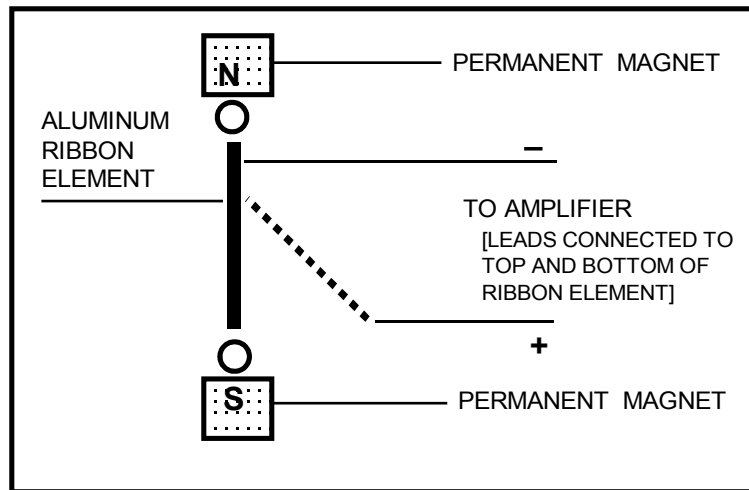 N
PERMANENT MAGNET
ALUMINUM
RIBBON
ELEMENT
–
TO AMPLIFIER
[LEADS CONNECTED TO
TOP AND BOTTOM OF
RIBBON ELEMENT]
+
S
PERMANENT MAGNET